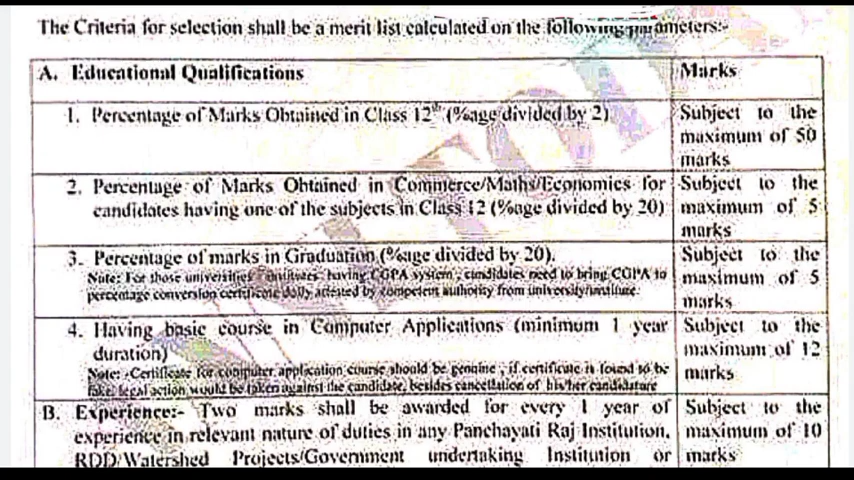 The Criteria for selection shall be a merit list calculated on the following parameters:-
A. Educational Qualifications
Marks
1. Percentage of Marks Obtained in Class 12th (%age divided by 2)
Subject to the
maximum of 50
marks
2. Percentage of Marks Obtained in Commerce/Maths/Economics for
candidates having one of the subjects in Class 12 (%age divided by 20)
Subject to the
maximum of 5
marks
3. Percentage of marks in Graduation (%age divided by 20).
Note: For those universities having CGPA system, candidates need to bring CGPA to
percentage conversion certificate attested by competent authority from university/institute.
Subject to the
maximum of 5
marks
4. Having basic course in Computer Applications (minimum 1 year
duration)
Note: -Certificate for computer application course should be genuine, if certificate is found to be
fake, legal action would be taken against the candidate, besides cancellation of his/her candidature
Subject to the
maximum of 12
marks
B. Experience:- Two marks shall be awarded for every 1 year of
experience in relevant nature of duties in any Panchayati Raj Institution,
RDD/Watershed Projects/Government undertaking Institution or
Subject to the
maximum of 10
marks